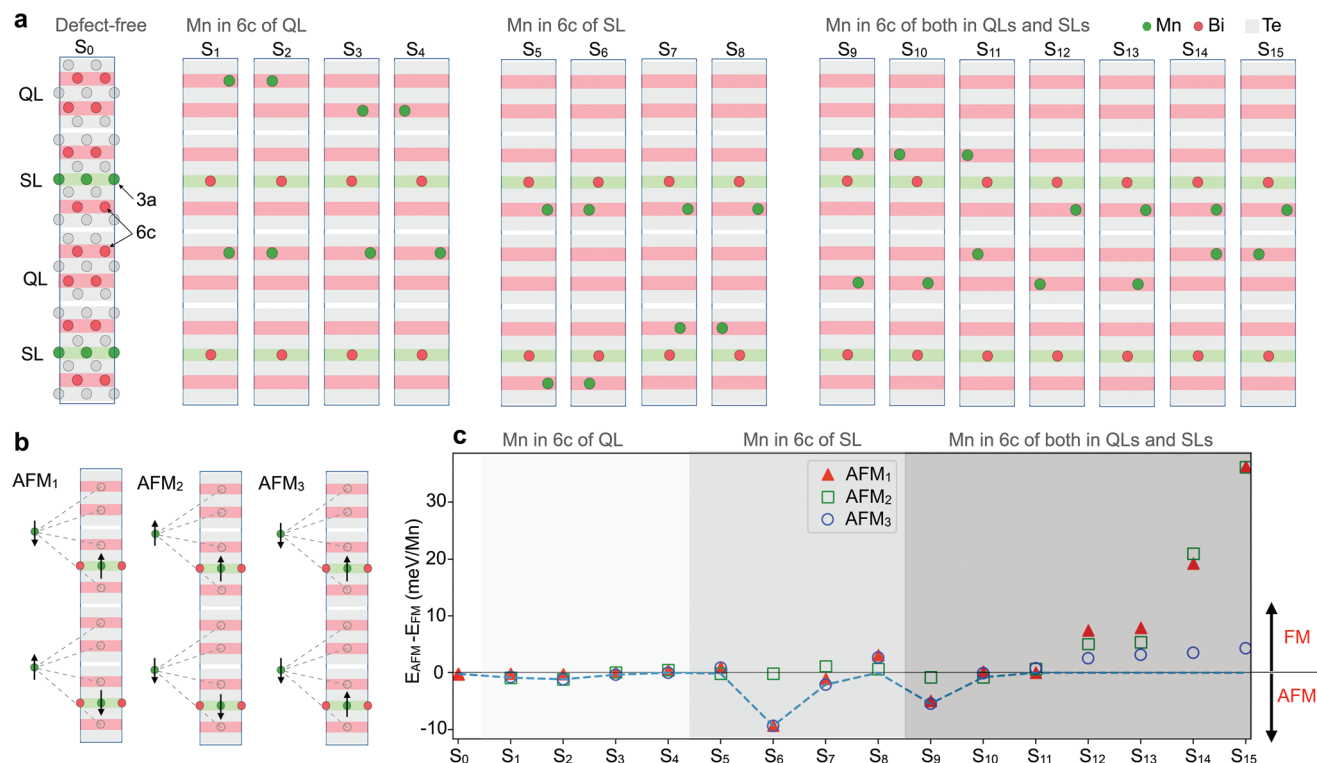 a
Defect-free
Mn in 6c of QL
Mn in 6c of SL
Mn in 6c of both in QLs and SLs
Mn
Bi
Te
S0
S1
S2
S3
S4
S5
S6
S7
S8
S9
S10
S11
S12
S13
S14
S15
QL
SL
3a
6c
QL
SL
b
AFM1
AFM2
AFM3
c
Mn in 6c of QL
Mn in 6c of SL
Mn in 6c of both in QLs and SLs
AFM1
AFM2
AFM3
EAFM-EFM (meV/Mn)
30
20
10
0
-10
FM
AFM
S0
S1
S2
S3
S4
S5
S6
S7
S8
S9
S10
S11
S12
S13
S14
S15